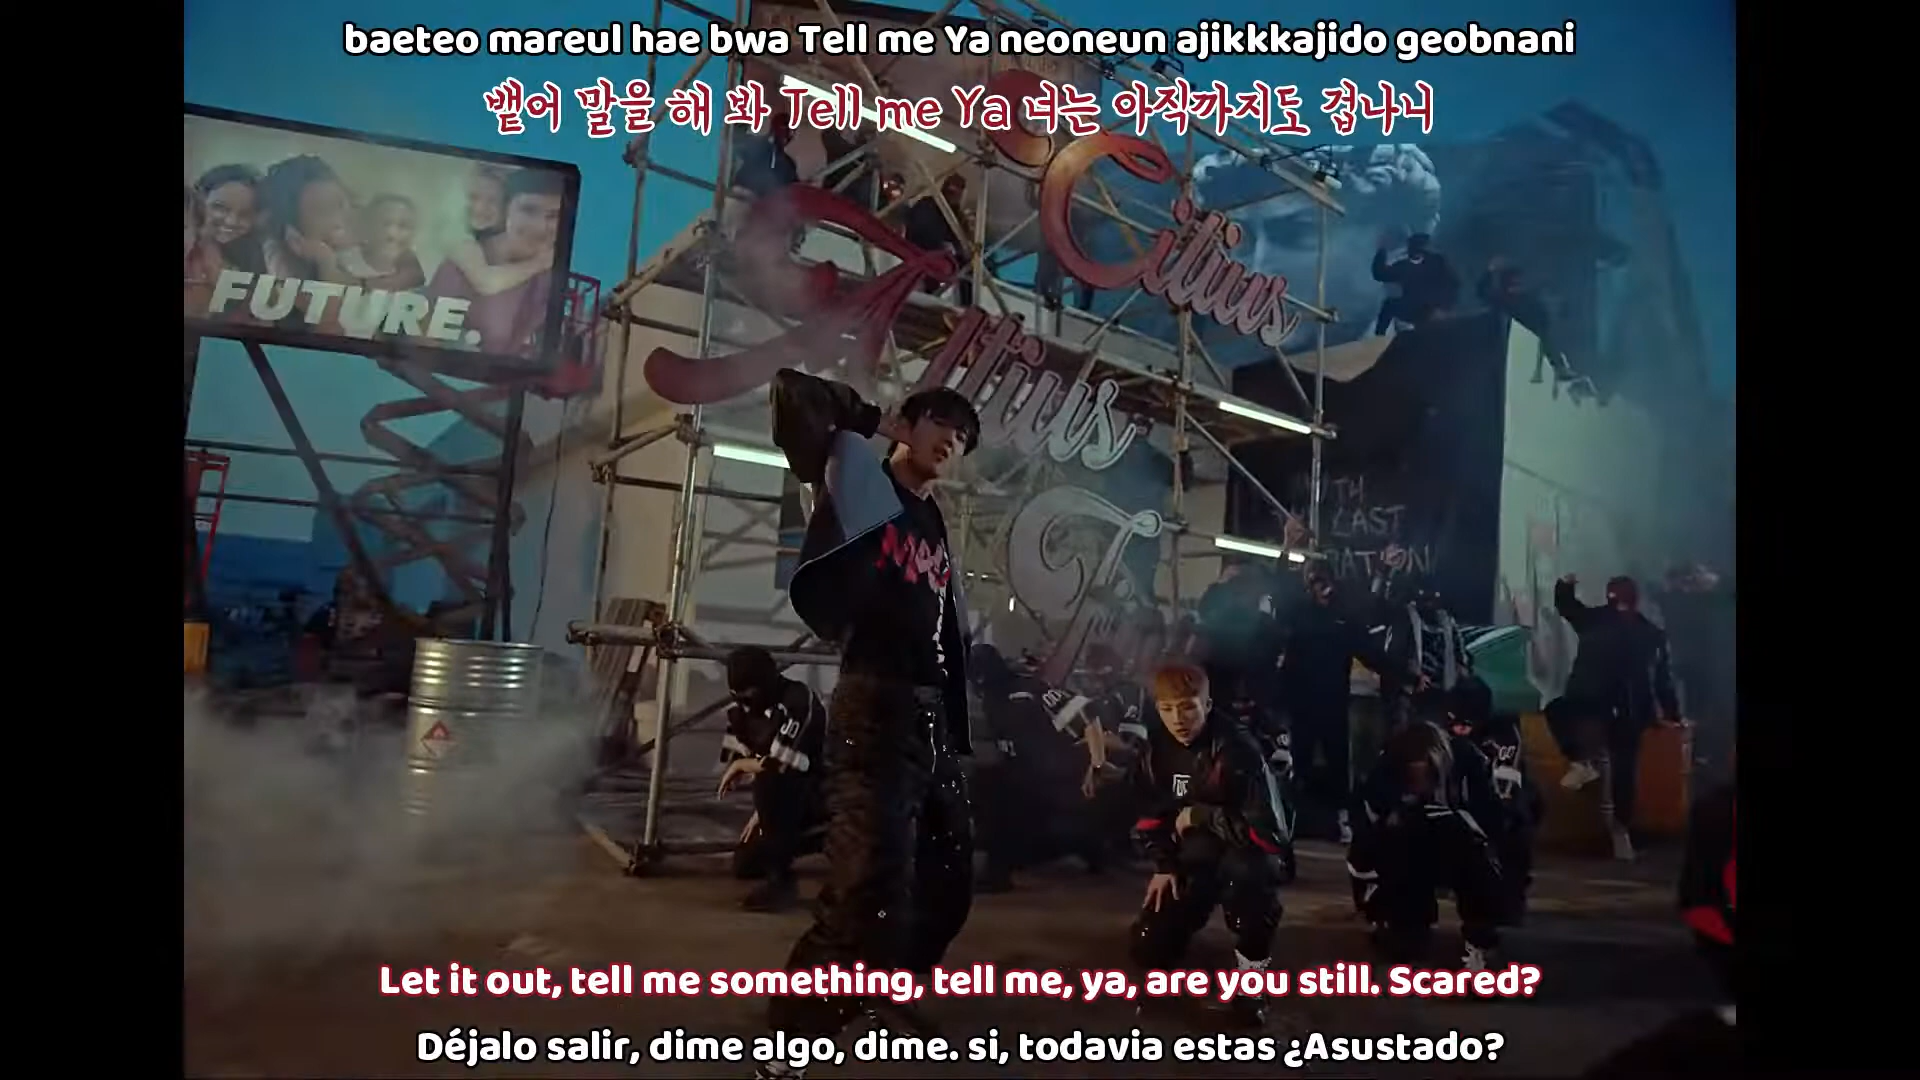 baeteo mareul hae bwa Tell me Ya neoneun ajikkkajido geobnani
뱉어 말을 해 봐 Tell me Ya 너는 아직까지도 겁나니
Citius
FUTURE.
Altius
LAST
Let it out, tell me something, tell me, ya, are you still. Scared?
Déjalo salir, dime algo, dime. si, todavia estas ¿Asustado?